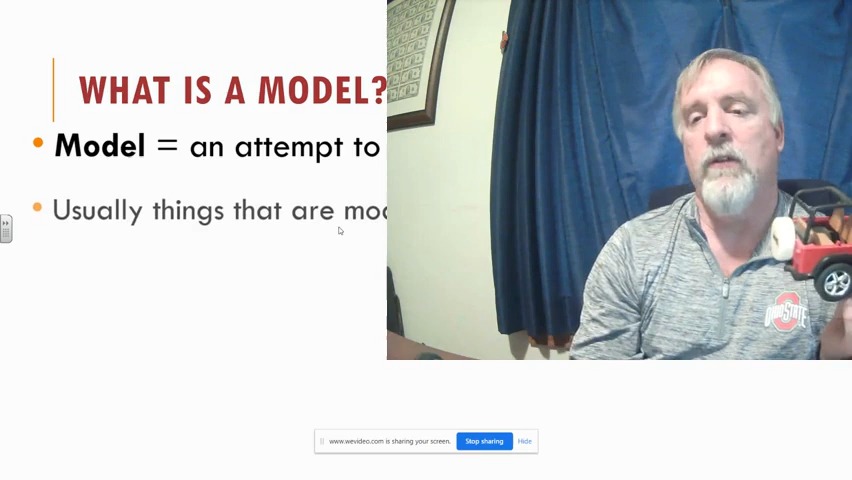 WHAT IS A MODEL?
• Model = an attempt to
• Usually things that are
www.wevideo.com is sharing your screen. Stop sharing Hide
OHIO STATE